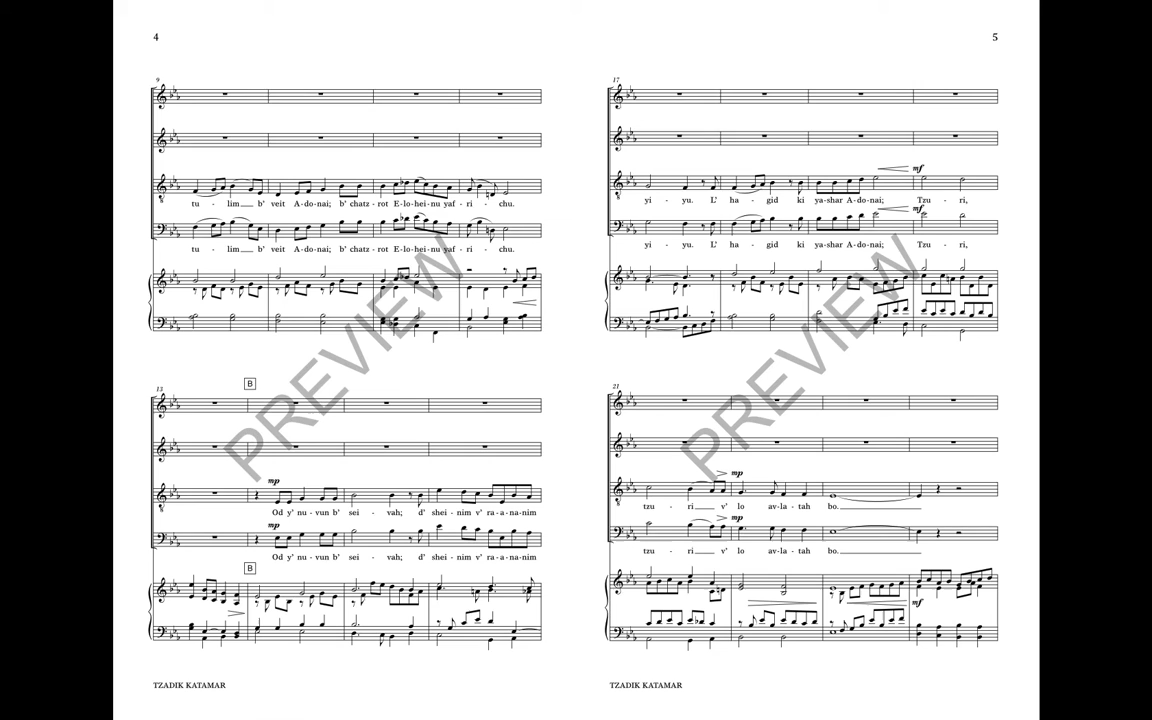 4
9
tu - lim b' veit A-do-nai; b' chatz-rot E-lo-hei-nu yaf-ri - chu.
tu - lim b' veit A-do-nai; b' chatz-rot E-lo-hei-nu yaf-ri - chu.
PREVIEW
13
B
mp
Od y' nu-vun b' sei - vah; d' shei-nim v' ra-a-na-nim
mp
Od y' nu-vun b' sei - vah; d' shei-nim v' ra-a-na-nim
B
TZADIK KATAMAR
5
17
mf
yi - yu. L' ha - gid ki ya-shar A-do-nai; Tzu - ri,
mf
yi - yu. L' ha - gid ki ya-shar A-do-nai; Tzu - ri,
PREVIEW
21
mp
tzu - ri v' lo av-la-tah bo.
mp
tzu - ri v' lo av-la-tah bo.
mf
TZADIK KATAMAR